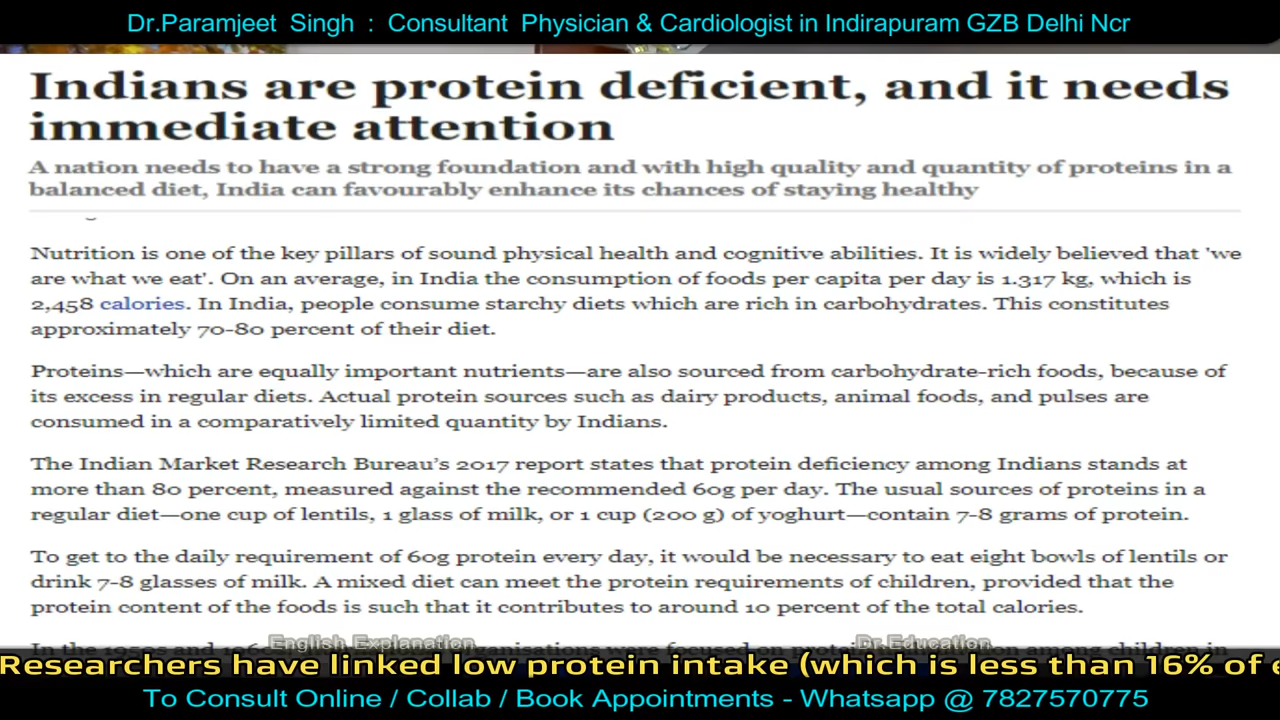 Dr.Paramjeet Singh : Consultant Physician & Cardiologist in Indirapuram GZB Delhi Ncr
Indians are protein deficient, and it needs
immediate attention
A nation needs to have a strong foundation and with high quality and quantity of proteins in a
balanced diet, India can favourably enhance its chances of staying healthy
Nutrition is one of the key pillars of sound physical health and cognitive abilities. It is widely believed that 'we
are what we eat'. On an average, in India the consumption of foods per capita per day is 1.317 kg, which is
2,458 calories. In India, people consume starchy diets which are rich in carbohydrates. This constitutes
approximately 70-80 percent of their diet.
Proteins—which are equally important nutrients—are also sourced from carbohydrate-rich foods, because of
its excess in regular diets. Actual protein sources such as dairy products, animal foods, and pulses are
consumed in a comparatively limited quantity by Indians.
The Indian Market Research Bureau's 2017 report states that protein deficiency among Indians stands at
more than 80 percent, measured against the recommended 60g per day. The usual sources of proteins in a
regular diet—one cup of lentils, 1 glass of milk, or 1 cup (200 g) of yoghurt—contain 7-8 grams of protein.
To get to the daily requirement of 60g protein every day, it would be necessary to eat eight bowls of lentils or
drink 7-8 glasses of milk. A mixed diet can meet the protein requirements of children, provided that the
protein content of the foods is such that it contributes to around 10 percent of the total calories.
English Explanation Dr.Education
In the 1950s and
Researchers have linked low protein intake (which is less than 16% of e
To Consult Online / Collab / Book Appointments - Whatsapp @ 7827570775